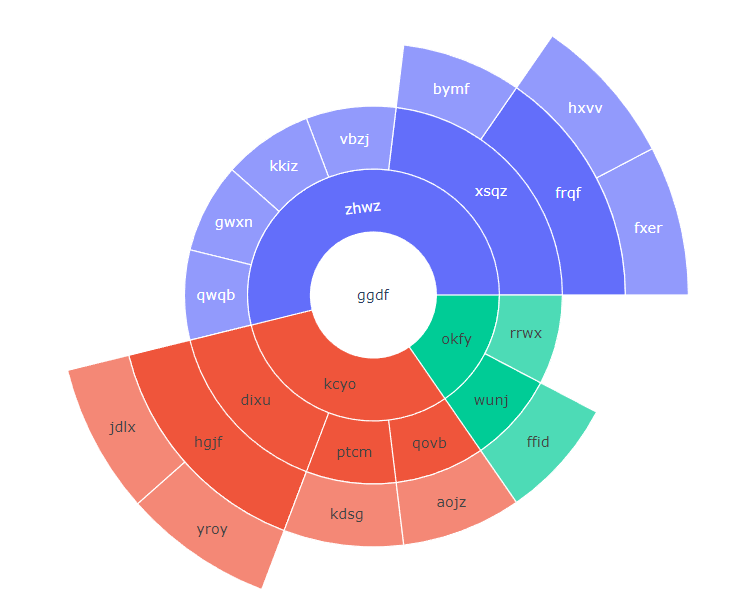 hxvv
bymf
vbzj
kkiz
xsqz
frqf
zhwz
gwxn
fxer
qwqb
ggdf
rrwx
okfy
kcyo
dixu
wunj
jdlx
hgjf
qovb
ffid
ptcm
aojz
kdsg
yroy